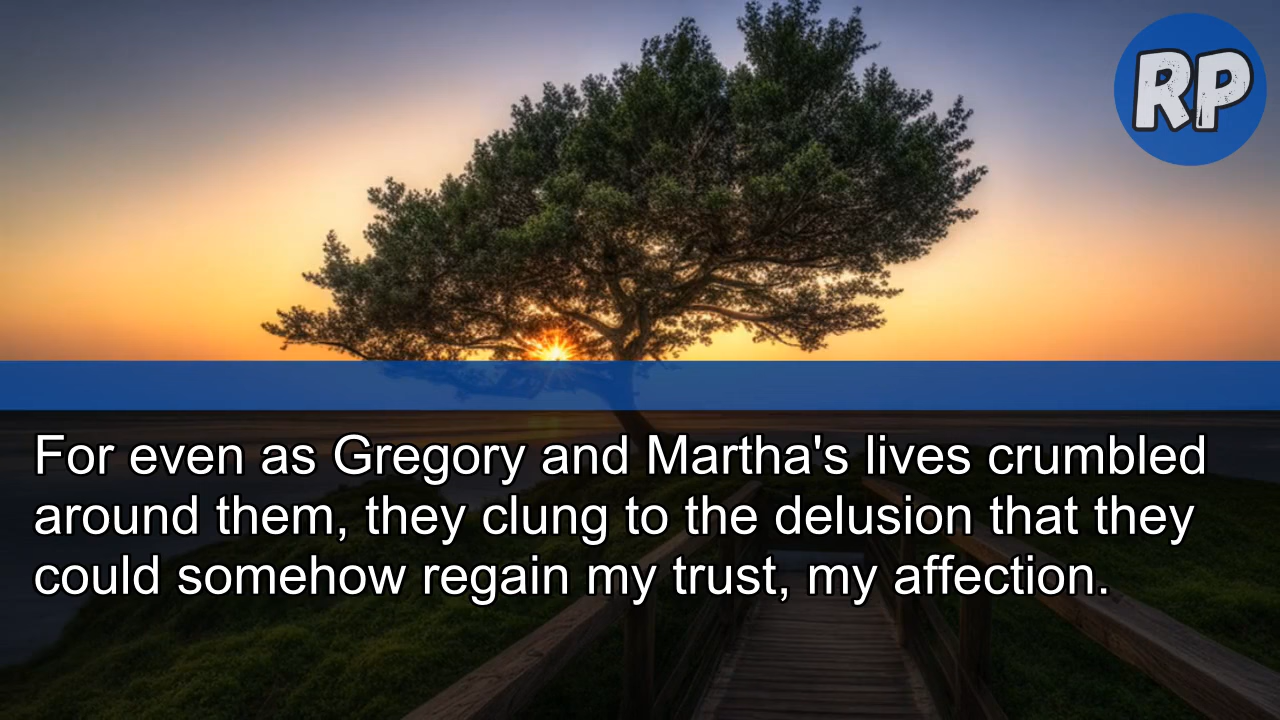 RP
For even as Gregory and Martha's lives crumbled
around them, they clung to the delusion that they
could somehow regain my trust, my affection.